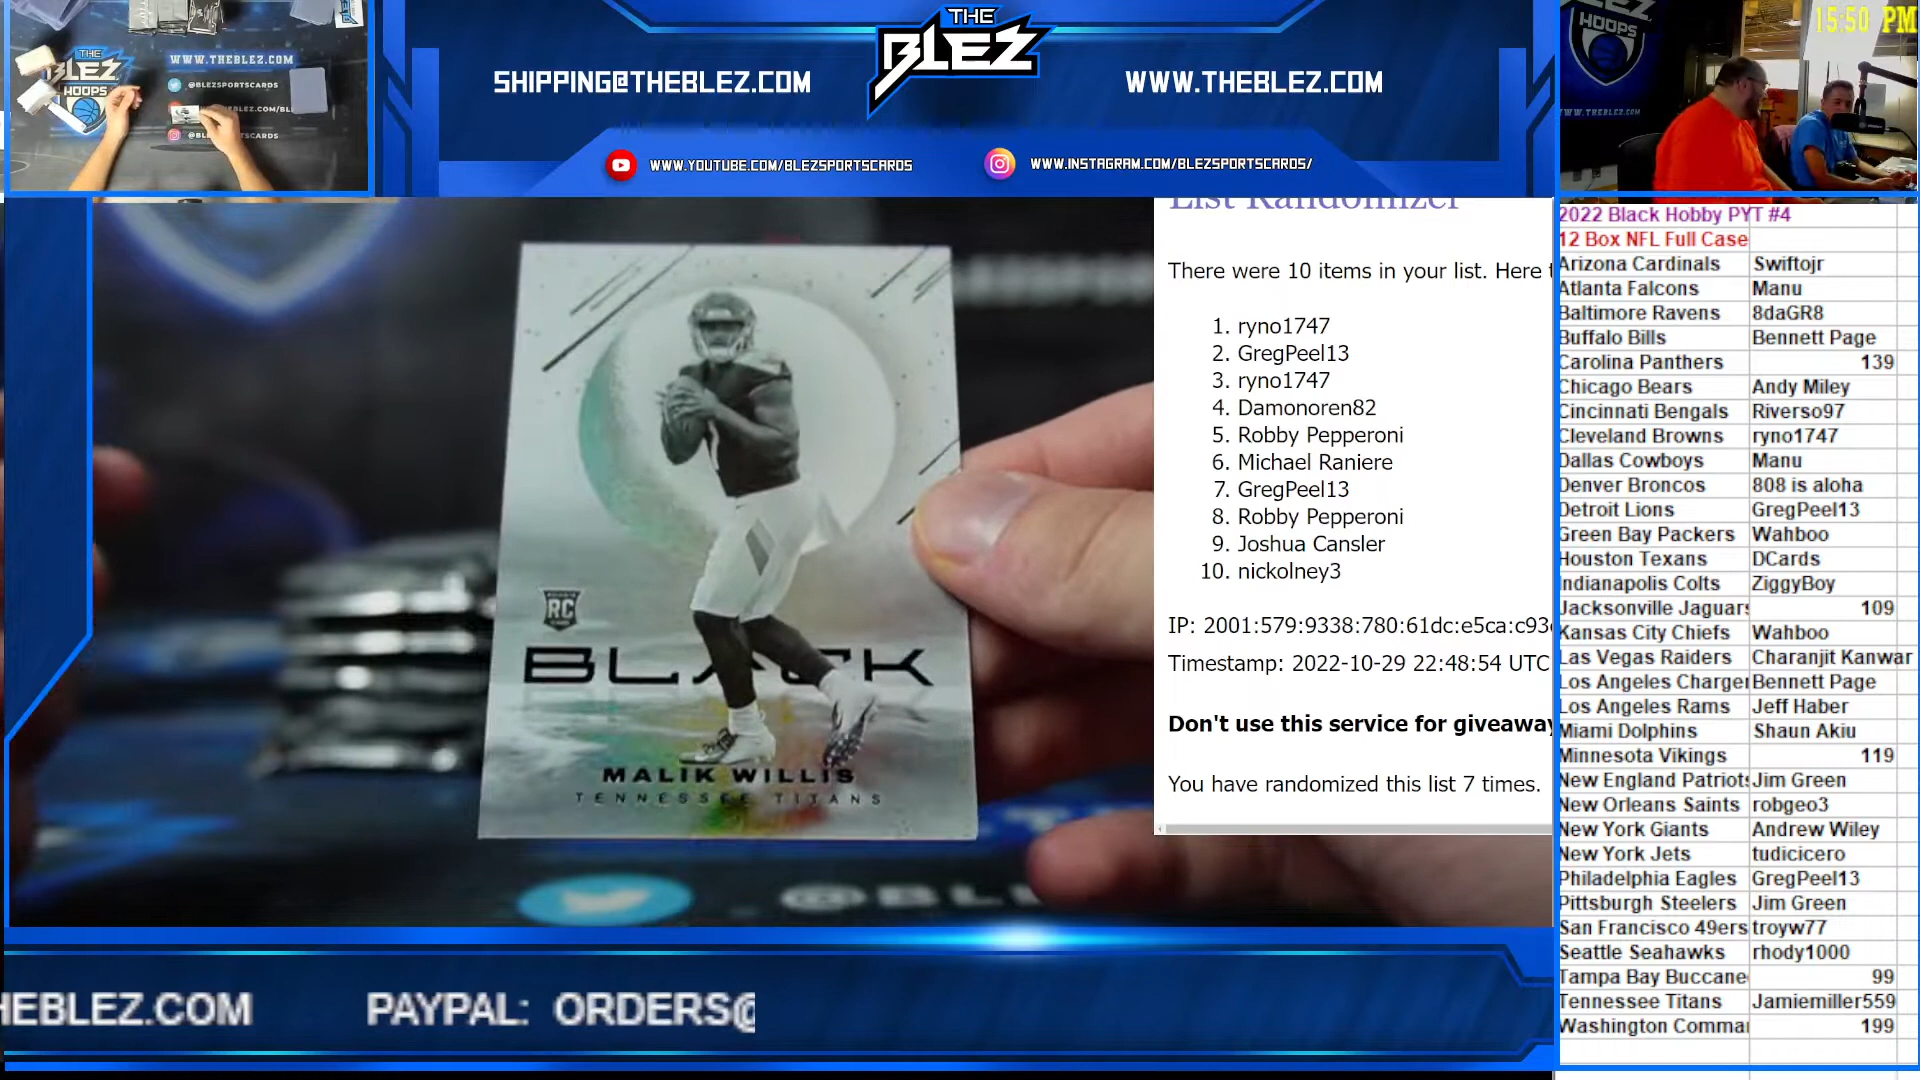 THE
BLEZ
HOOPS
WWW.THEBLEZ.COM
@BLEZSPORTSCARDS
THE
BLEZ
SHIPPING@THEBLEZ.COM
WWW.THEBLEZ.COM
WWW.YOUTUBE.COM/BLEZSPORTSCARDS
WWW.INSTAGRAM.COM/BLEZSPORTSCARDS/
HOOPS
WWW.THEBLEZ.COM
15:50 PM
RC
BLACK
MALIK WILLIS
TENNESSEE TITANS
List Randomizer
There were 10 items in your list. Here
1. ryno1747
2. GregPeel13
3. ryno1747
4. Damonoren82
5. Robby Pepperoni
6. Michael Raniere
7. GregPeel13
8. Robby Pepperoni
9. Joshua Cansler
10. nickolney3
IP: 2001:579:9338:780:61dc:e5ca:c93
Timestamp: 2022-10-29 22:48:54 UTC
Don't use this service for giveaway
You have randomized this list 7 times.
2022 Black Hobby PYT #4
12 Box NFL Full Case
Arizona Cardinals Swiftojr
Atlanta Falcons Manu
Baltimore Ravens 8daGR8
Buffalo Bills Bennett Page
Carolina Panthers 139
Chicago Bears Andy Miley
Cincinnati Bengals Riverso97
Cleveland Browns ryno1747
Dallas Cowboys Manu
Denver Broncos 808 is aloha
Detroit Lions GregPeel13
Green Bay Packers Wahboo
Houston Texans DCards
Indianapolis Colts ZiggyBoy
Jacksonville Jaguars 109
Kansas City Chiefs Wahboo
Las Vegas Raiders Charanjit Kanwar
Los Angeles Charger Bennett Page
Los Angeles Rams Jeff Haber
Miami Dolphins Shaun Akiu
Minnesota Vikings 119
New England Patriots Jim Green
New Orleans Saints robgeo3
New York Giants Andrew Wiley
New York Jets tudicicero
Philadelphia Eagles GregPeel13
Pittsburgh Steelers Jim Green
San Francisco 49ers troyw77
Seattle Seahawks rhody1000
Tampa Bay Buccane 99
Tennessee Titans Jamiemiller559
Washington Comma 199
HEBLEZ.COM PAYPAL: ORDERS@